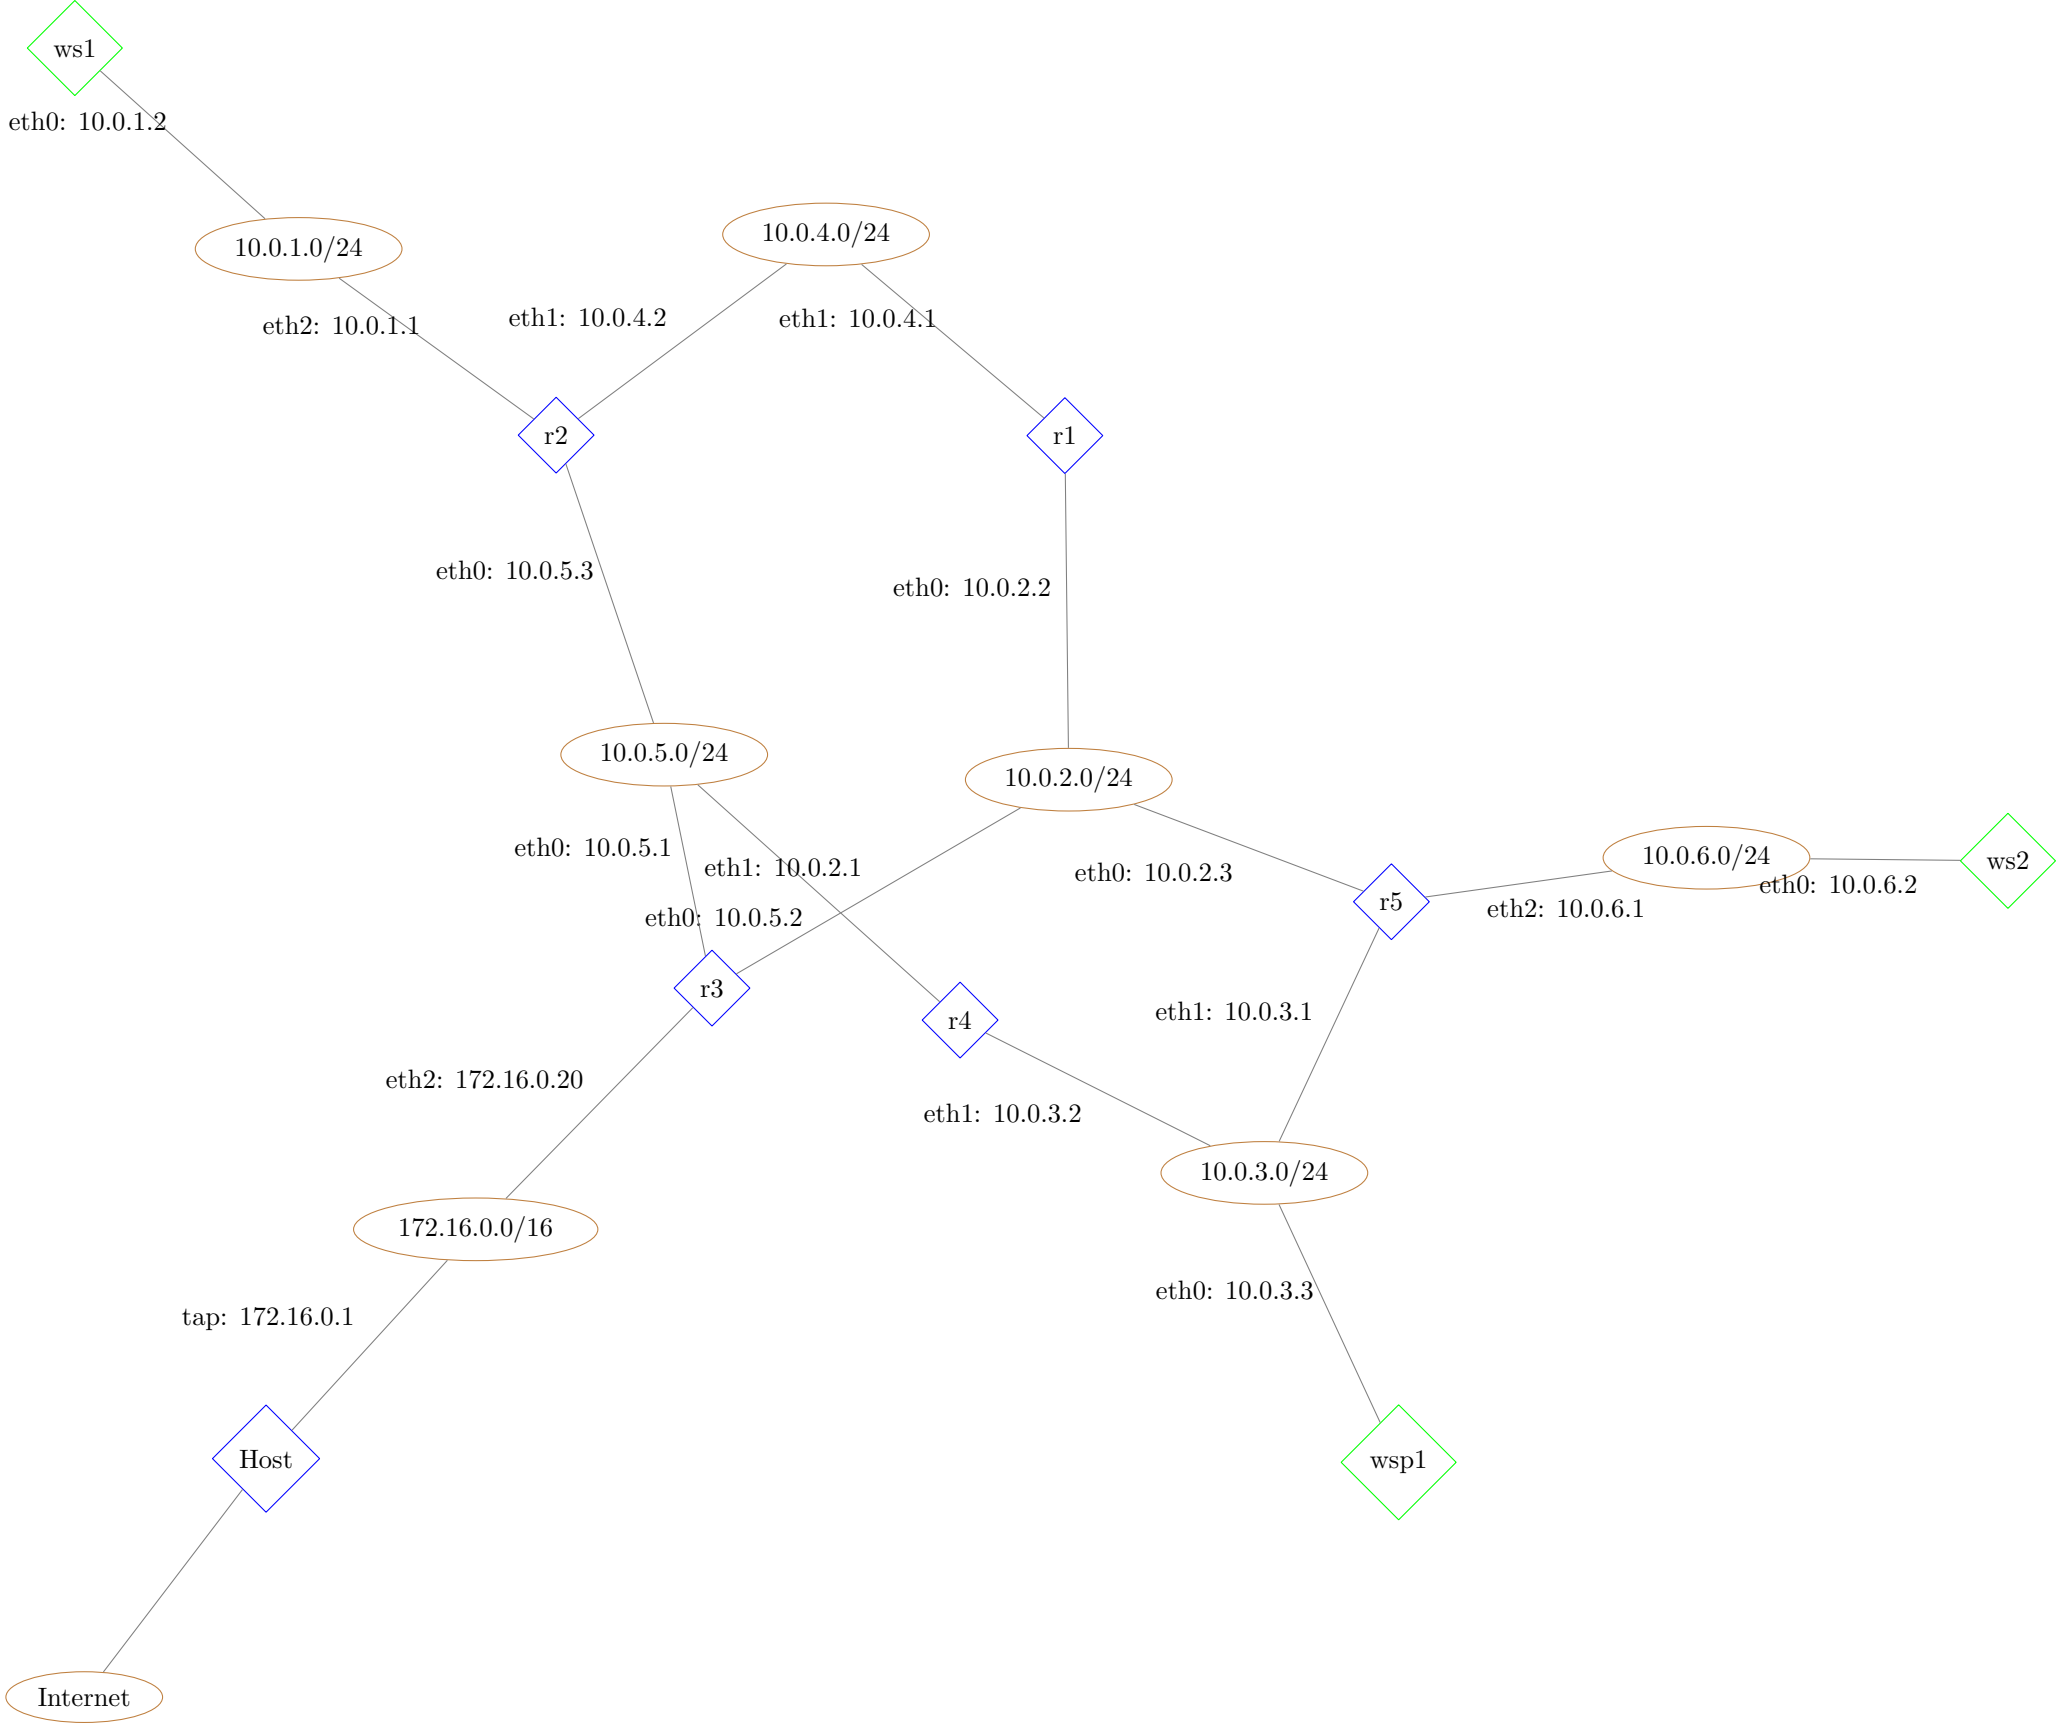 ws1
eth0: 10.0.1.2
10.0.4.0/24
10.0.1.0/24
eth1: 10.0.4.2
eth1: 10.0.4.1
eth2: 10.0.1.1
r2
r1
eth0: 10.0.5.3
eth0: 10.0.2.2
10.0.5.0/24
10.0.2.0/24
eth0: 10.0.5.1
10.0.6.0/24
ws2
eth1: 10.0.2.1
eth0: 10.0.2.3
eth0: 10.0.6.2
r5
eth2: 10.0.6.1
eth0: 10.0.5.2
r3
eth1: 10.0.3.1
r4
eth2: 172.16.0.20
eth1: 10.0.3.2
10.0.3.0/24
172.16.0.0/16
eth0: 10.0.3.3
tap: 172.16.0.1
Host
wsp1
Internet